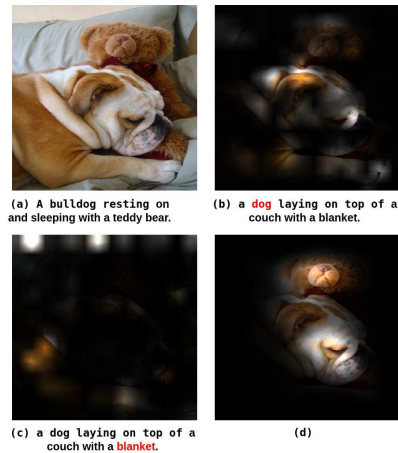 (a) A bulldog resting on
and sleeping with a teddy bear.
(b) a dog laying on top of a
couch with a blanket.
(c) a dog laying on top of a
couch with a blanket.
(d)